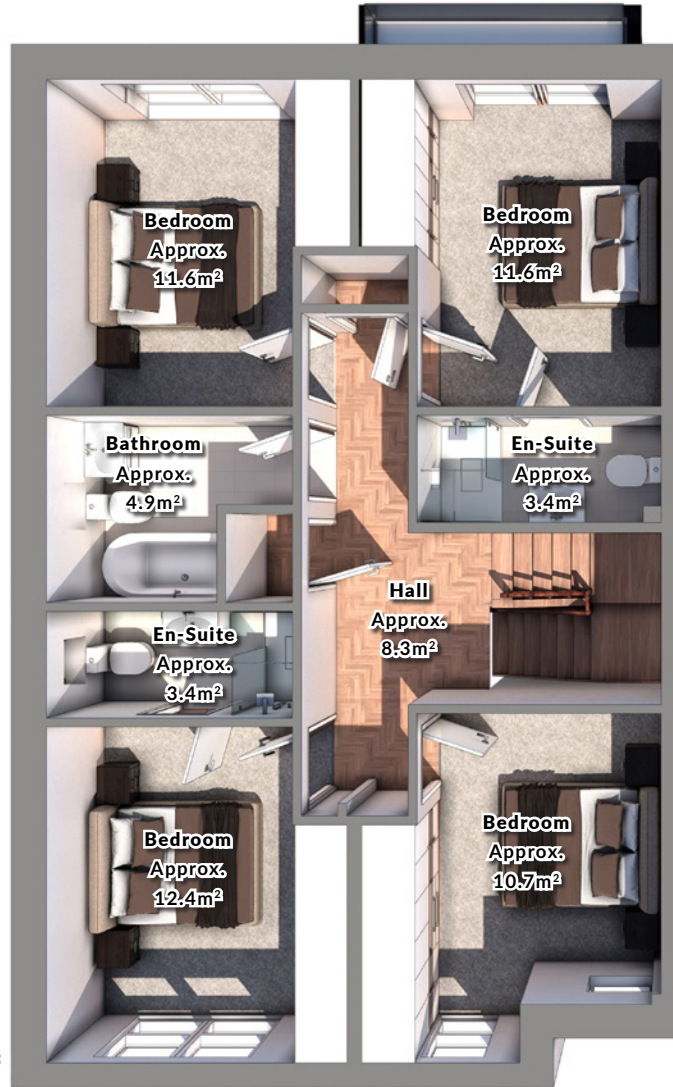 Bedroom
Approx.
11.6m²
Bedroom
Approx.
11.6m²
Bathroom
Approx.
4.9m²
En-Suite
Approx.
3.4m²
Hall
Approx.
8.3m²
En-Suite
Approx.
3.4m²
Bedroom
Approx.
12.4m²
Bedroom
Approx.
10.7m²